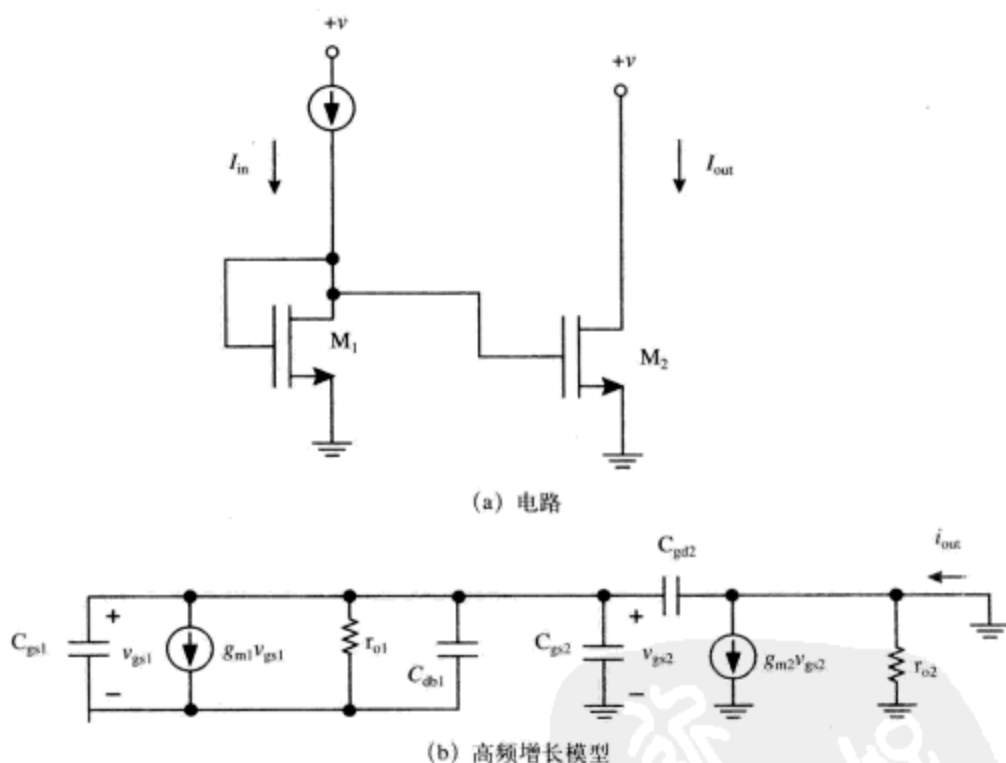 +v
+v
I_in
I_out
M_1
M_2
(a) 电路
C_gd2
i_out
C_gs1
+
v_gs1
−
g_m1v_gs1
r_o1
C_db1
C_gs2
+
v_gs2
−
g_m2v_gs2
r_o2
(b) 高频增长模型